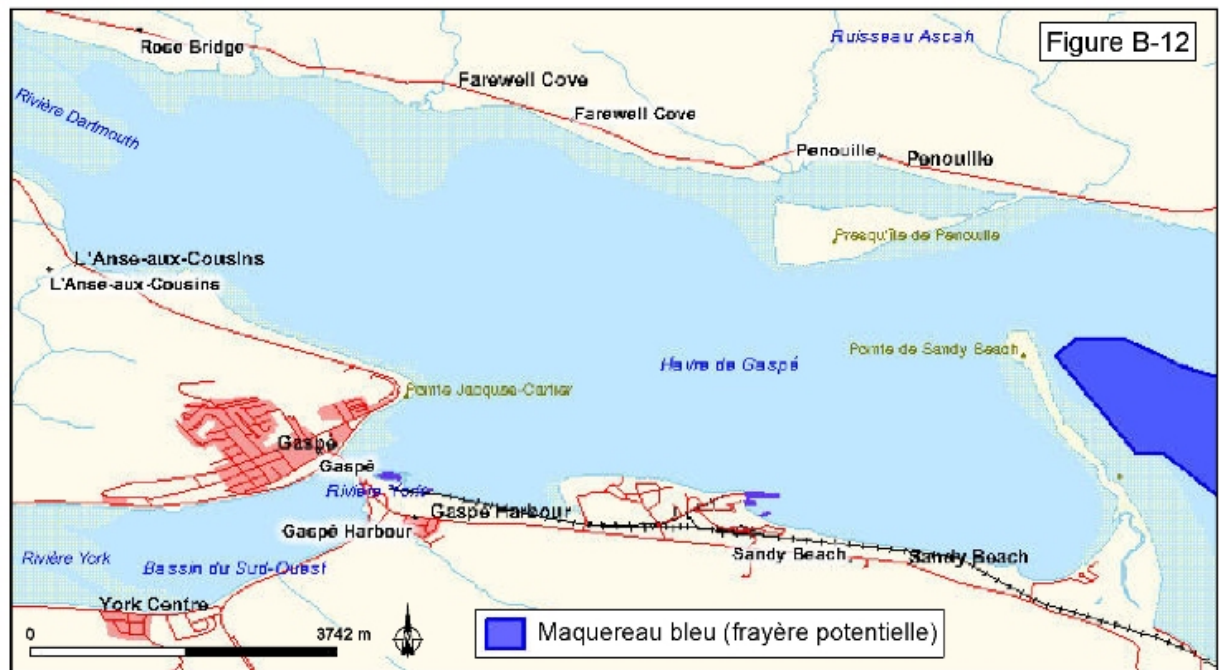 Figure B-12
Ruisseau Ascah
Rose Bridge
Farewell Cove
Rivière Dartmouth
Farewell Cove
Penouille
Penouille
Presqu'île de Penouille
L'Anse-aux-Cousins
L'Anse-aux-Cousins
Pointe de Sandy Beach
Havre de Gaspé
Pointe Jacques-Cartier
Gaspé
Gaspé
Rivière York
Gaspé Harbour
Gaspé Harbour
Sandy Beach
Sandy Beach
Rivière York
Bassin du Sud-Ouest
York Centre
0
3742 m
Maquereau bleu (frayère potentielle)